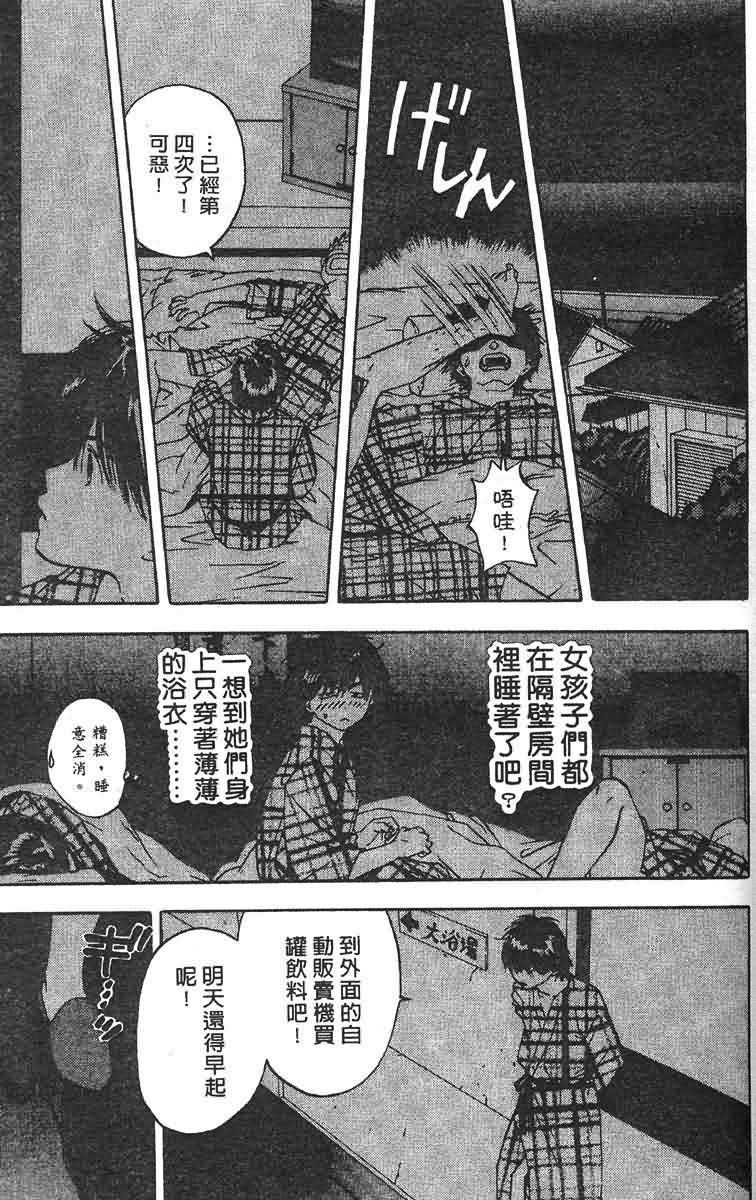 げしん
唔哇！
…已經第
四次了！
可惡！
女孩子們都
在隔壁房間
裡睡著了吧？
一想到她們身
上只穿著薄薄
的浴衣………
糟糕，睡
意全消。
大浴場
到外面的自
動販賣機買
罐飲料吧！
明天還得早起
呢！
ギシ